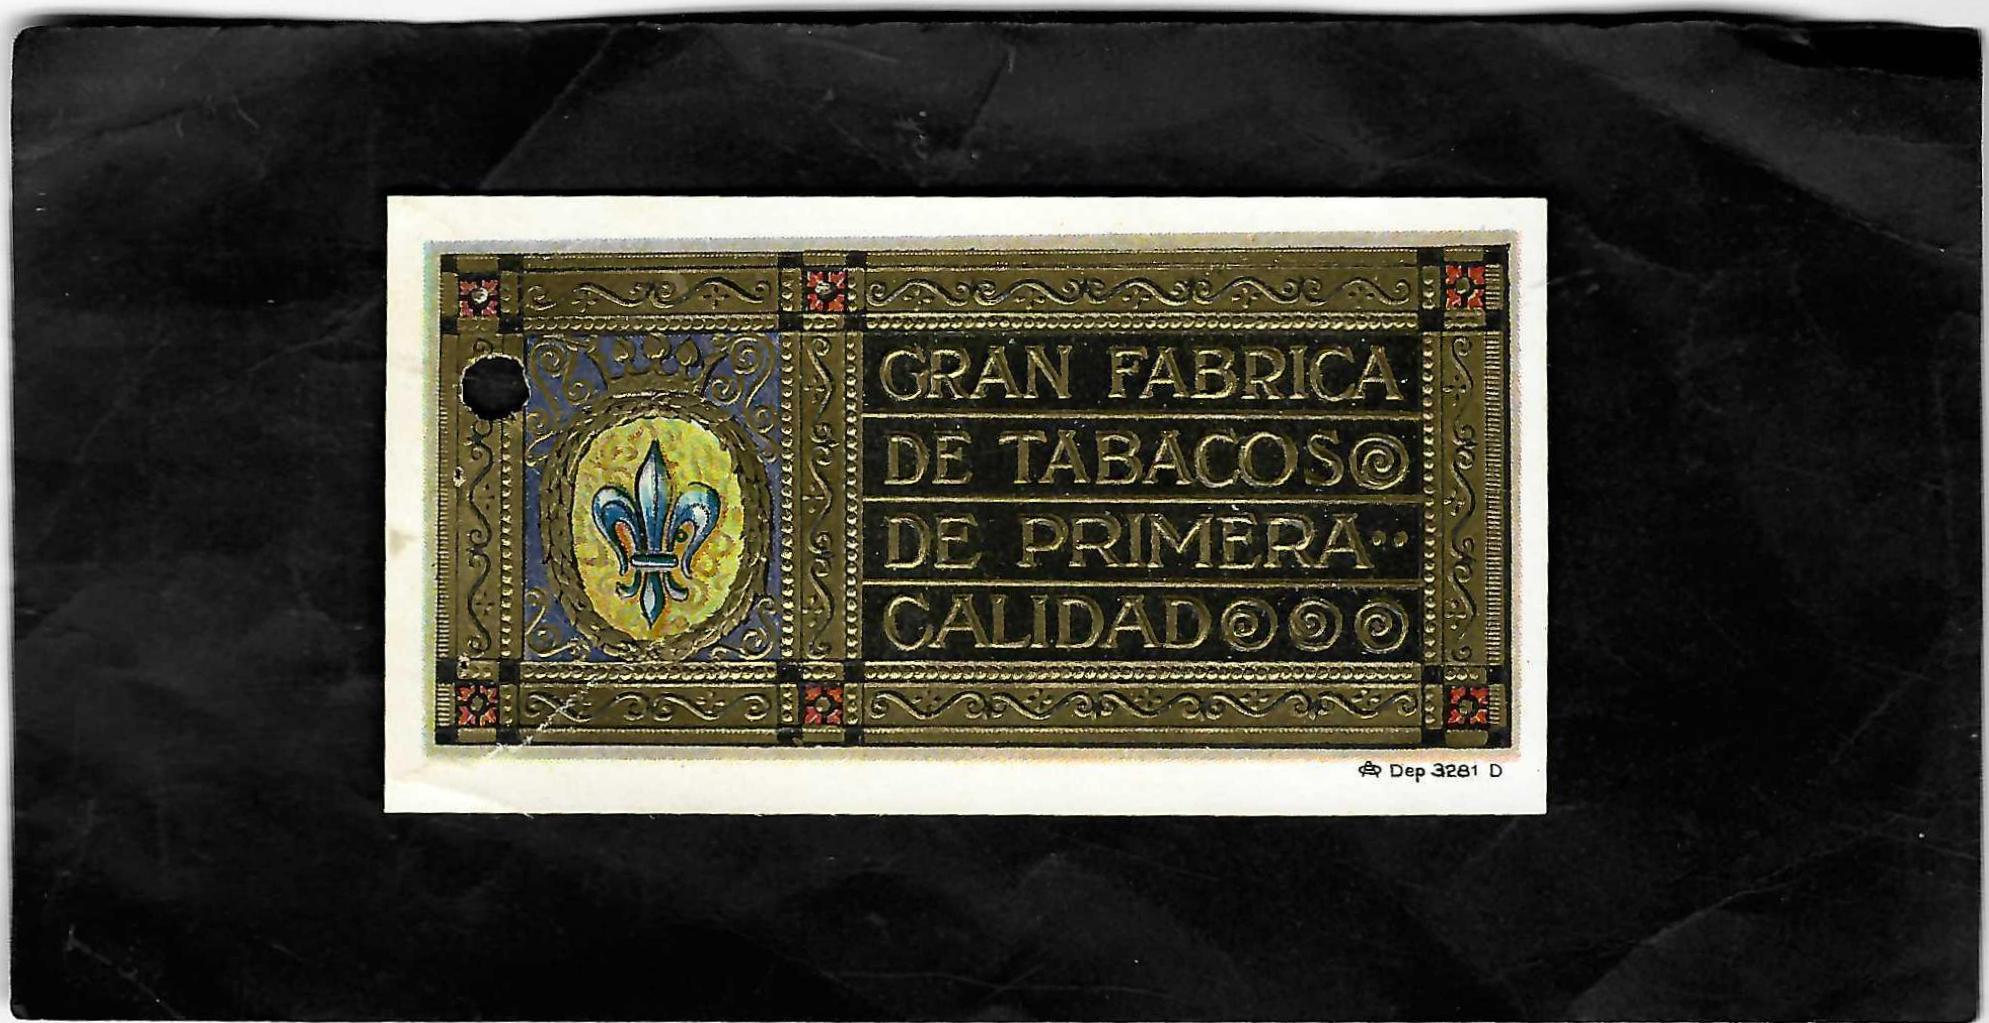 GRAN FABRICA
DE TABACOS
DE PRIMERA
CALIDAD
Dep 3281 D